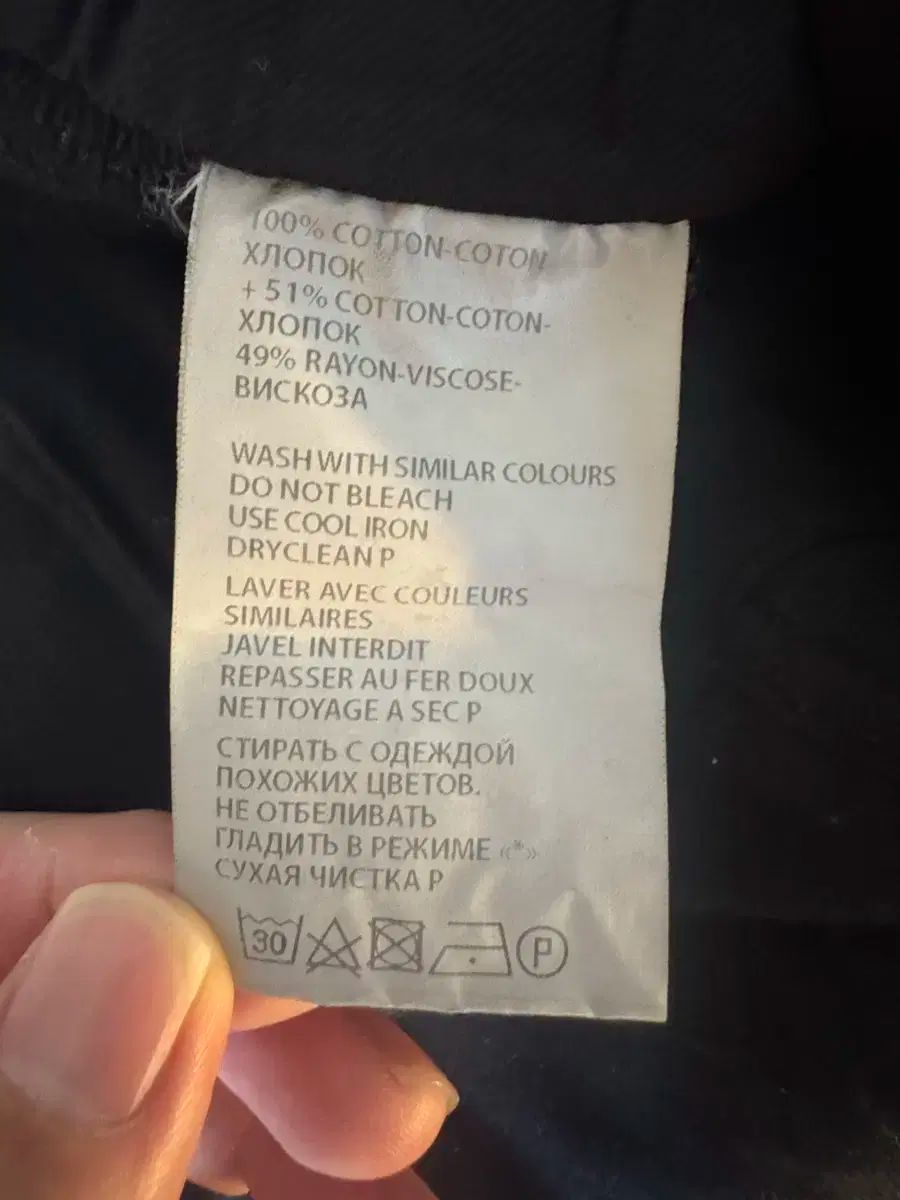 100% COTTON-COTON
ХЛОПОК
+ 51% COTTON-COTON-
ХЛОПОК
49% RAYON-VISCOSE-
ВИСКОЗА
WASH WITH SIMILAR COLOURS
DO NOT BLEACH
USE COOL IRON
DRYCLEAN P
LAVER AVEC COULEURS
SIMILAIRES
JAVEL INTERDIT
REPASSER AU FER DOUX
NETTOYAGE A SEC P
СТИРАТЬ С ОДЕЖДОЙ
ПОХОЖИХ ЦВЕТОВ.
НЕ ОТБЕЛИВАТЬ
ГЛАДИТЬ В РЕЖИМЕ «*»
СУХАЯ ЧИСТКА P
30 P